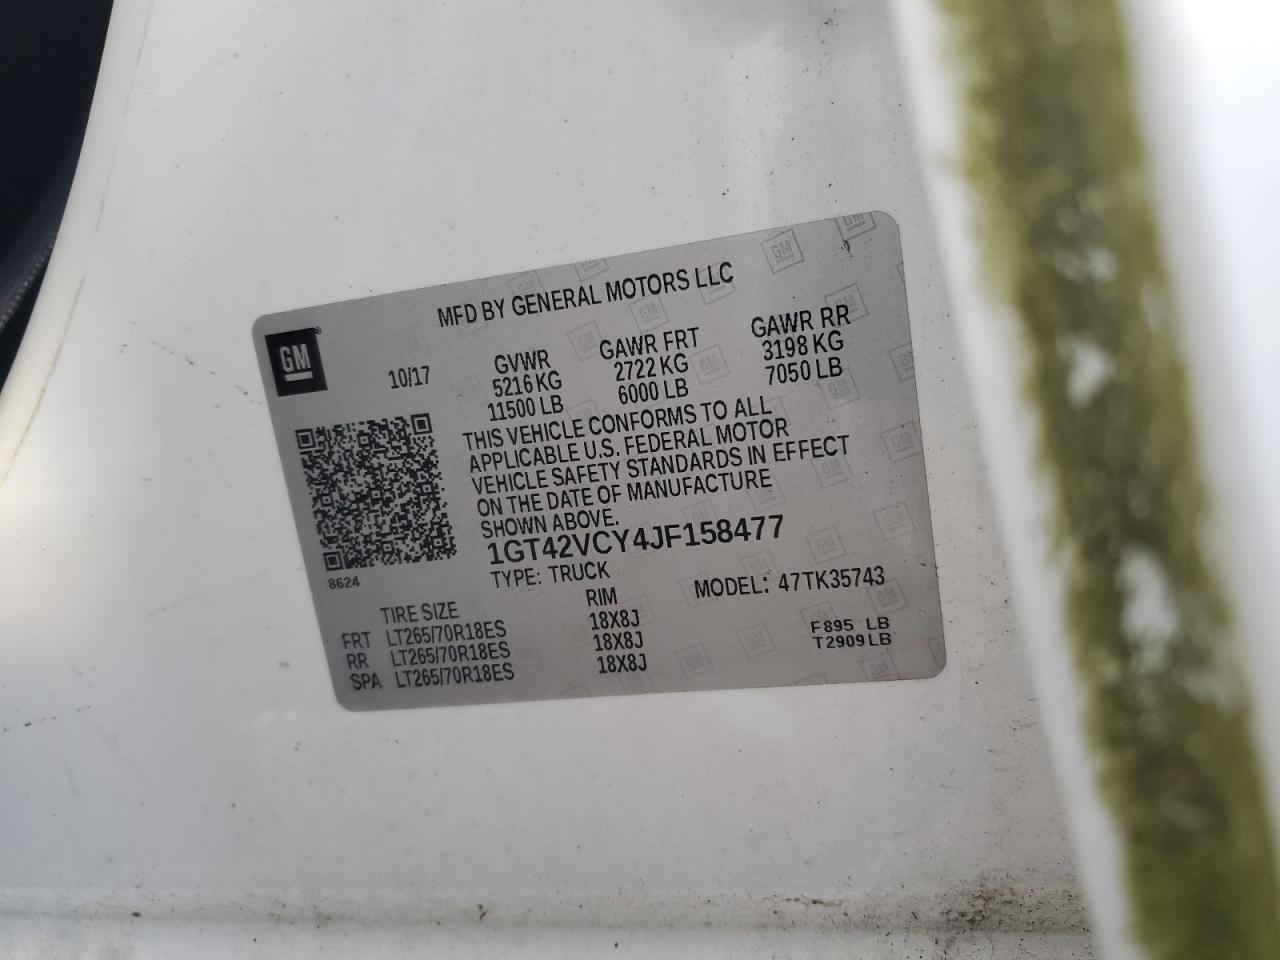 MFD BY GENERAL MOTORS LLC
GM
10/17
GVWR
5216 KG
11500 LB
GAWR FRT
2722 KG
6000 LB
GAWR RR
3198 KG
7050 LB
THIS VEHICLE CONFORMS TO ALL
APPLICABLE U.S. FEDERAL MOTOR
VEHICLE SAFETY STANDARDS IN EFFECT
ON THE DATE OF MANUFACTURE
SHOWN ABOVE.
1GT42VCY4JF158477
8624
TYPE: TRUCK
MODEL: 47TK35743
TIRE SIZE RIM
FRT LT265/70R18ES 18X8J
RR LT265/70R18ES 18X8J
SPA LT265/70R18ES 18X8J
F895 LB
T2909LB